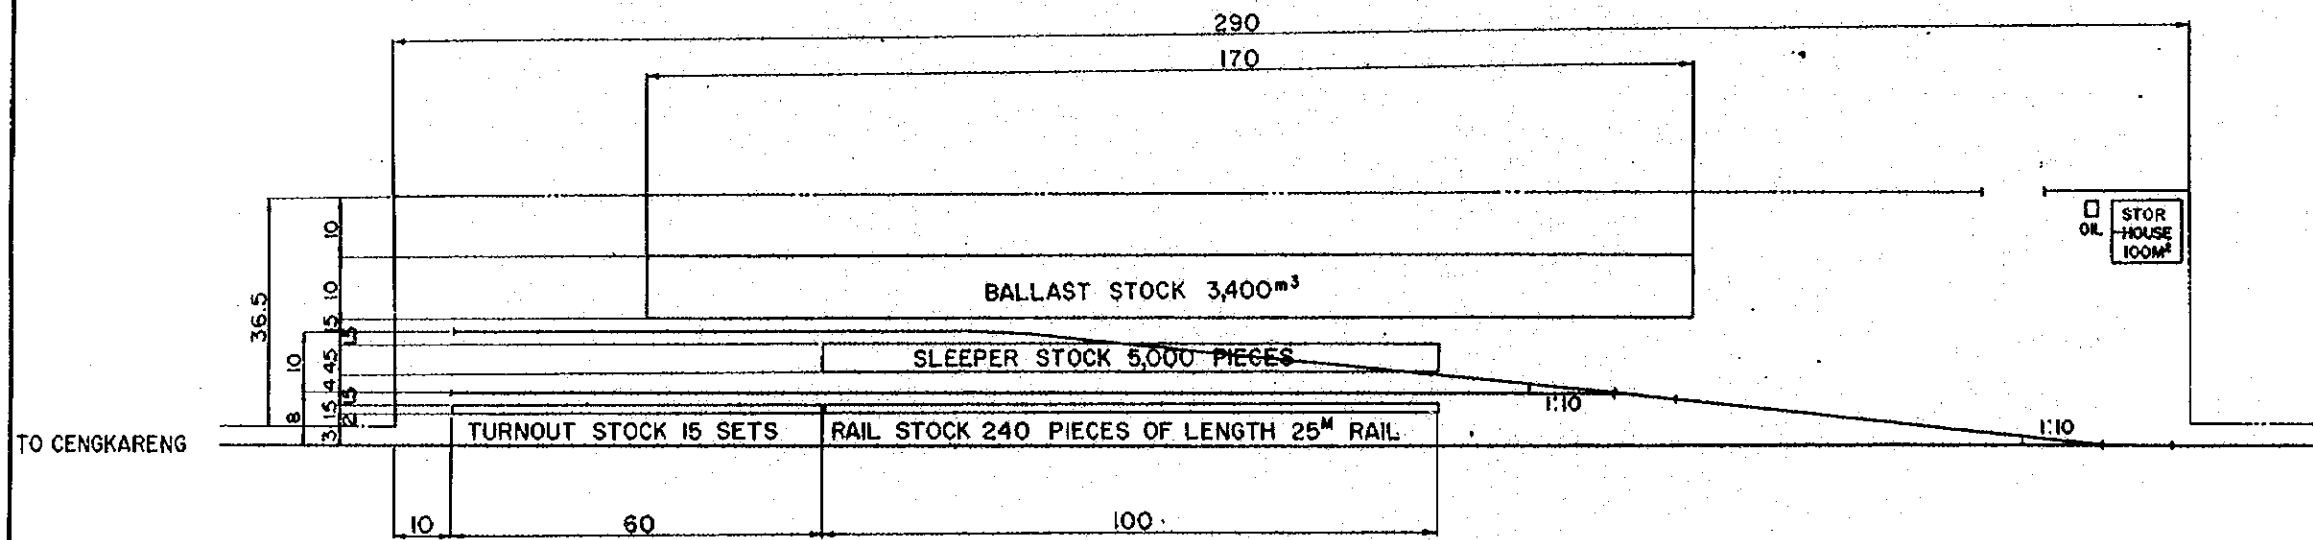 290
170
10
STOR
OIL
HOUSE
100M²
10
BALLAST STOCK 3,400m³
36.5
1.5
10
4.5
SLEEPER STOCK 5,000 PIECES
4
1.5
1:10
8
1.5
2
3
TURNOUT STOCK 15 SETS
RAIL STOCK 240 PIECES OF LENGTH 25M RAIL
1:10
TO CENGKARENG
10
60
100